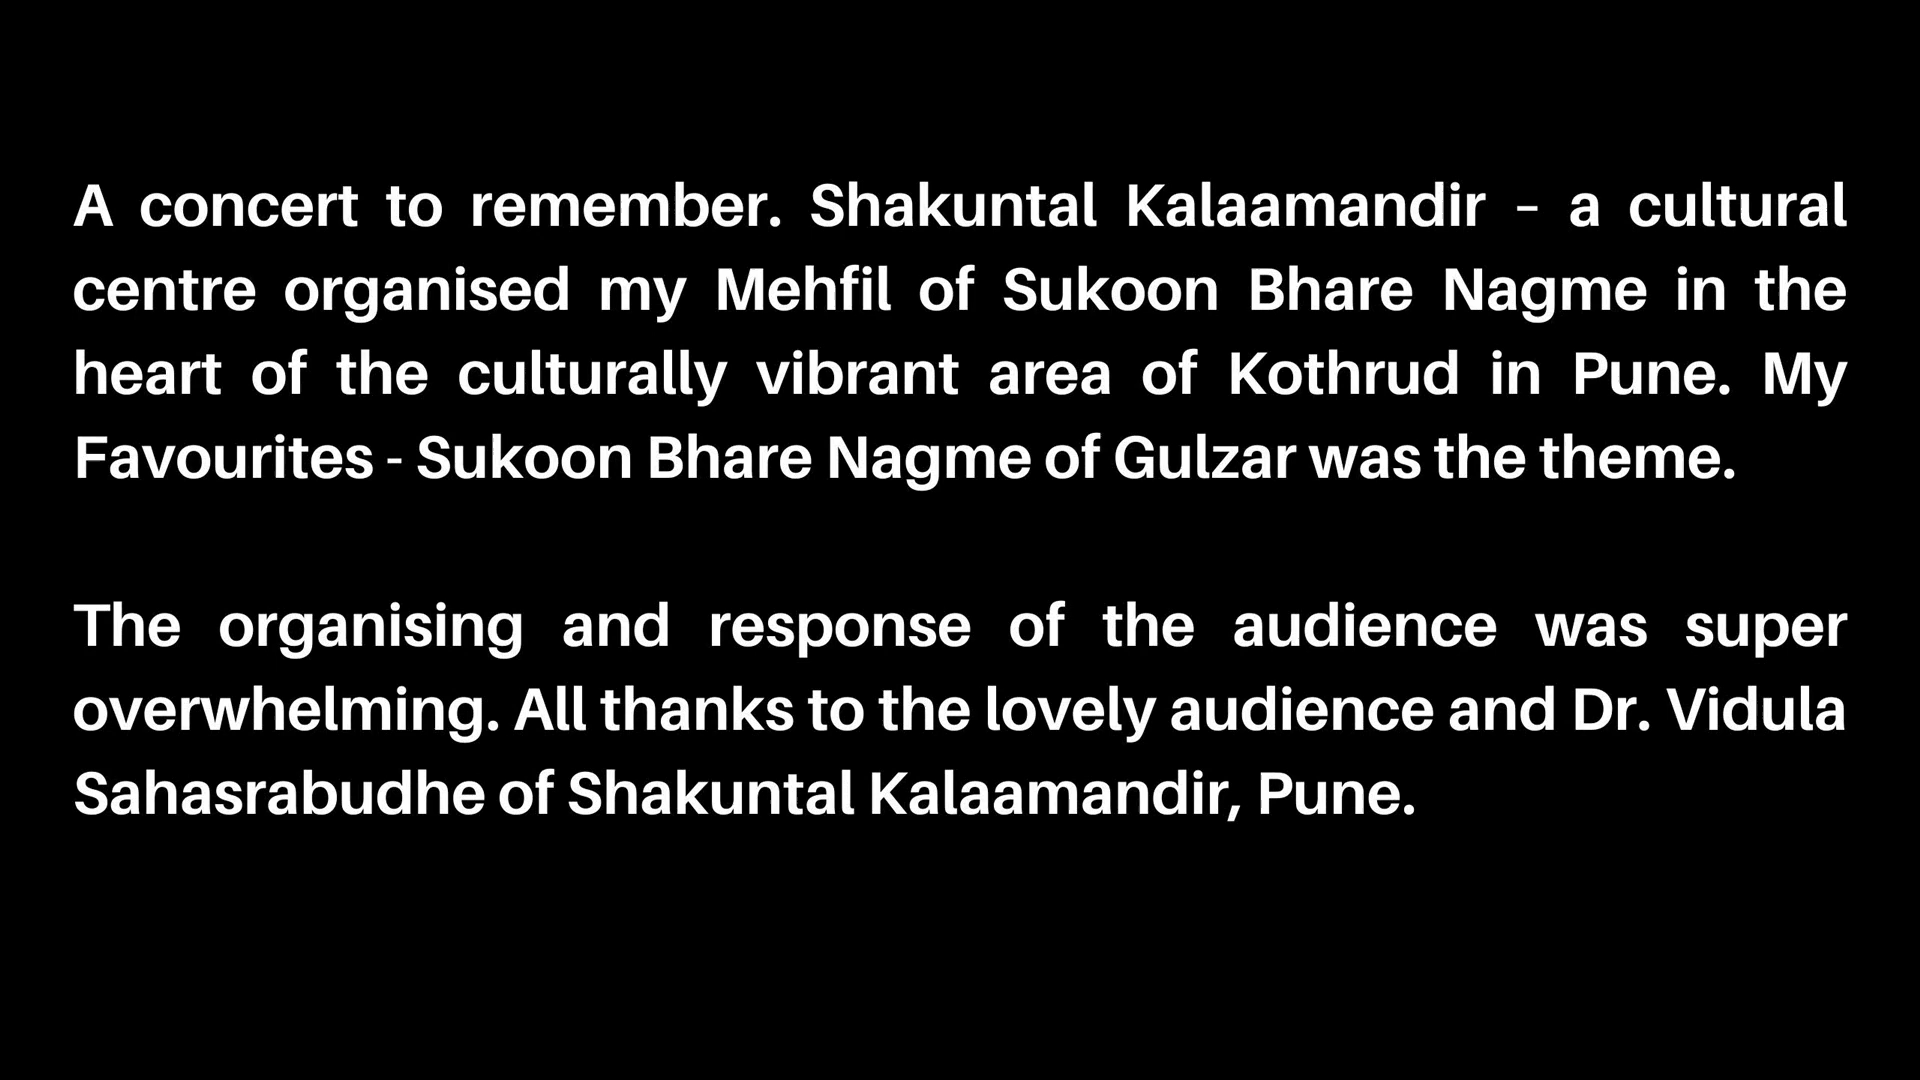 A concert to remember. Shakuntal Kalaamandir – a cultural
centre organised my Mehfil of Sukoon Bhare Nagme in the
heart of the culturally vibrant area of Kothrud in Pune. My
Favourites - Sukoon Bhare Nagme of Gulzar was the theme.
The organising and response of the audience was super
overwhelming. All thanks to the lovely audience and Dr. Vidula
Sahasrabudhe of Shakuntal Kalaamandir, Pune.